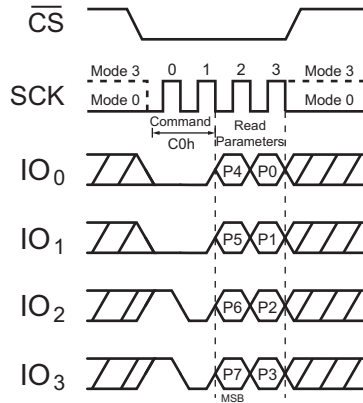 CS
Mode 3 0 1 2 3 Mode 3
SCK
Mode 0 Mode 0
Command Read
C0h Parameters
IO0 P4 P0
IO1 P5 P1
IO2 P6 P2
IO3 P7 P3
MSB